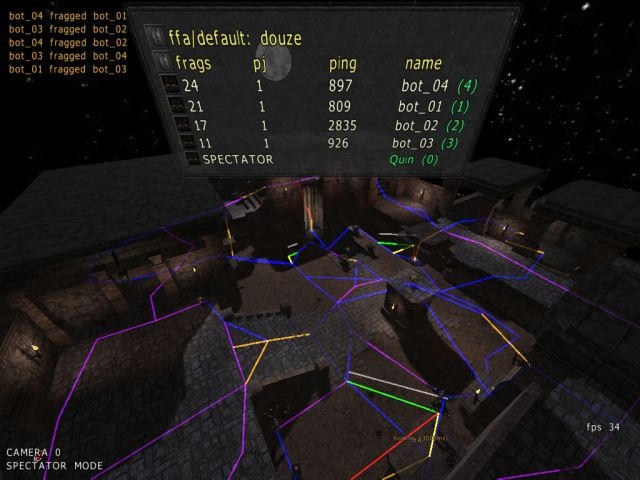 bot_04 fragged bot_01
bot_03 fragged bot_02
bot_04 fragged bot_02
bot_03 fragged bot_04
bot_01 fragged bot_03
ffa/default: douze
frags pj ping name
24 1 897 bot_04 (4)
21 1 809 bot_01 (1)
17 1 2835 bot_02 (2)
11 1 926 bot_03 (3)
SPECTATOR Quin (0)
fps 34
CAMERA 0
SPECTATOR MODE